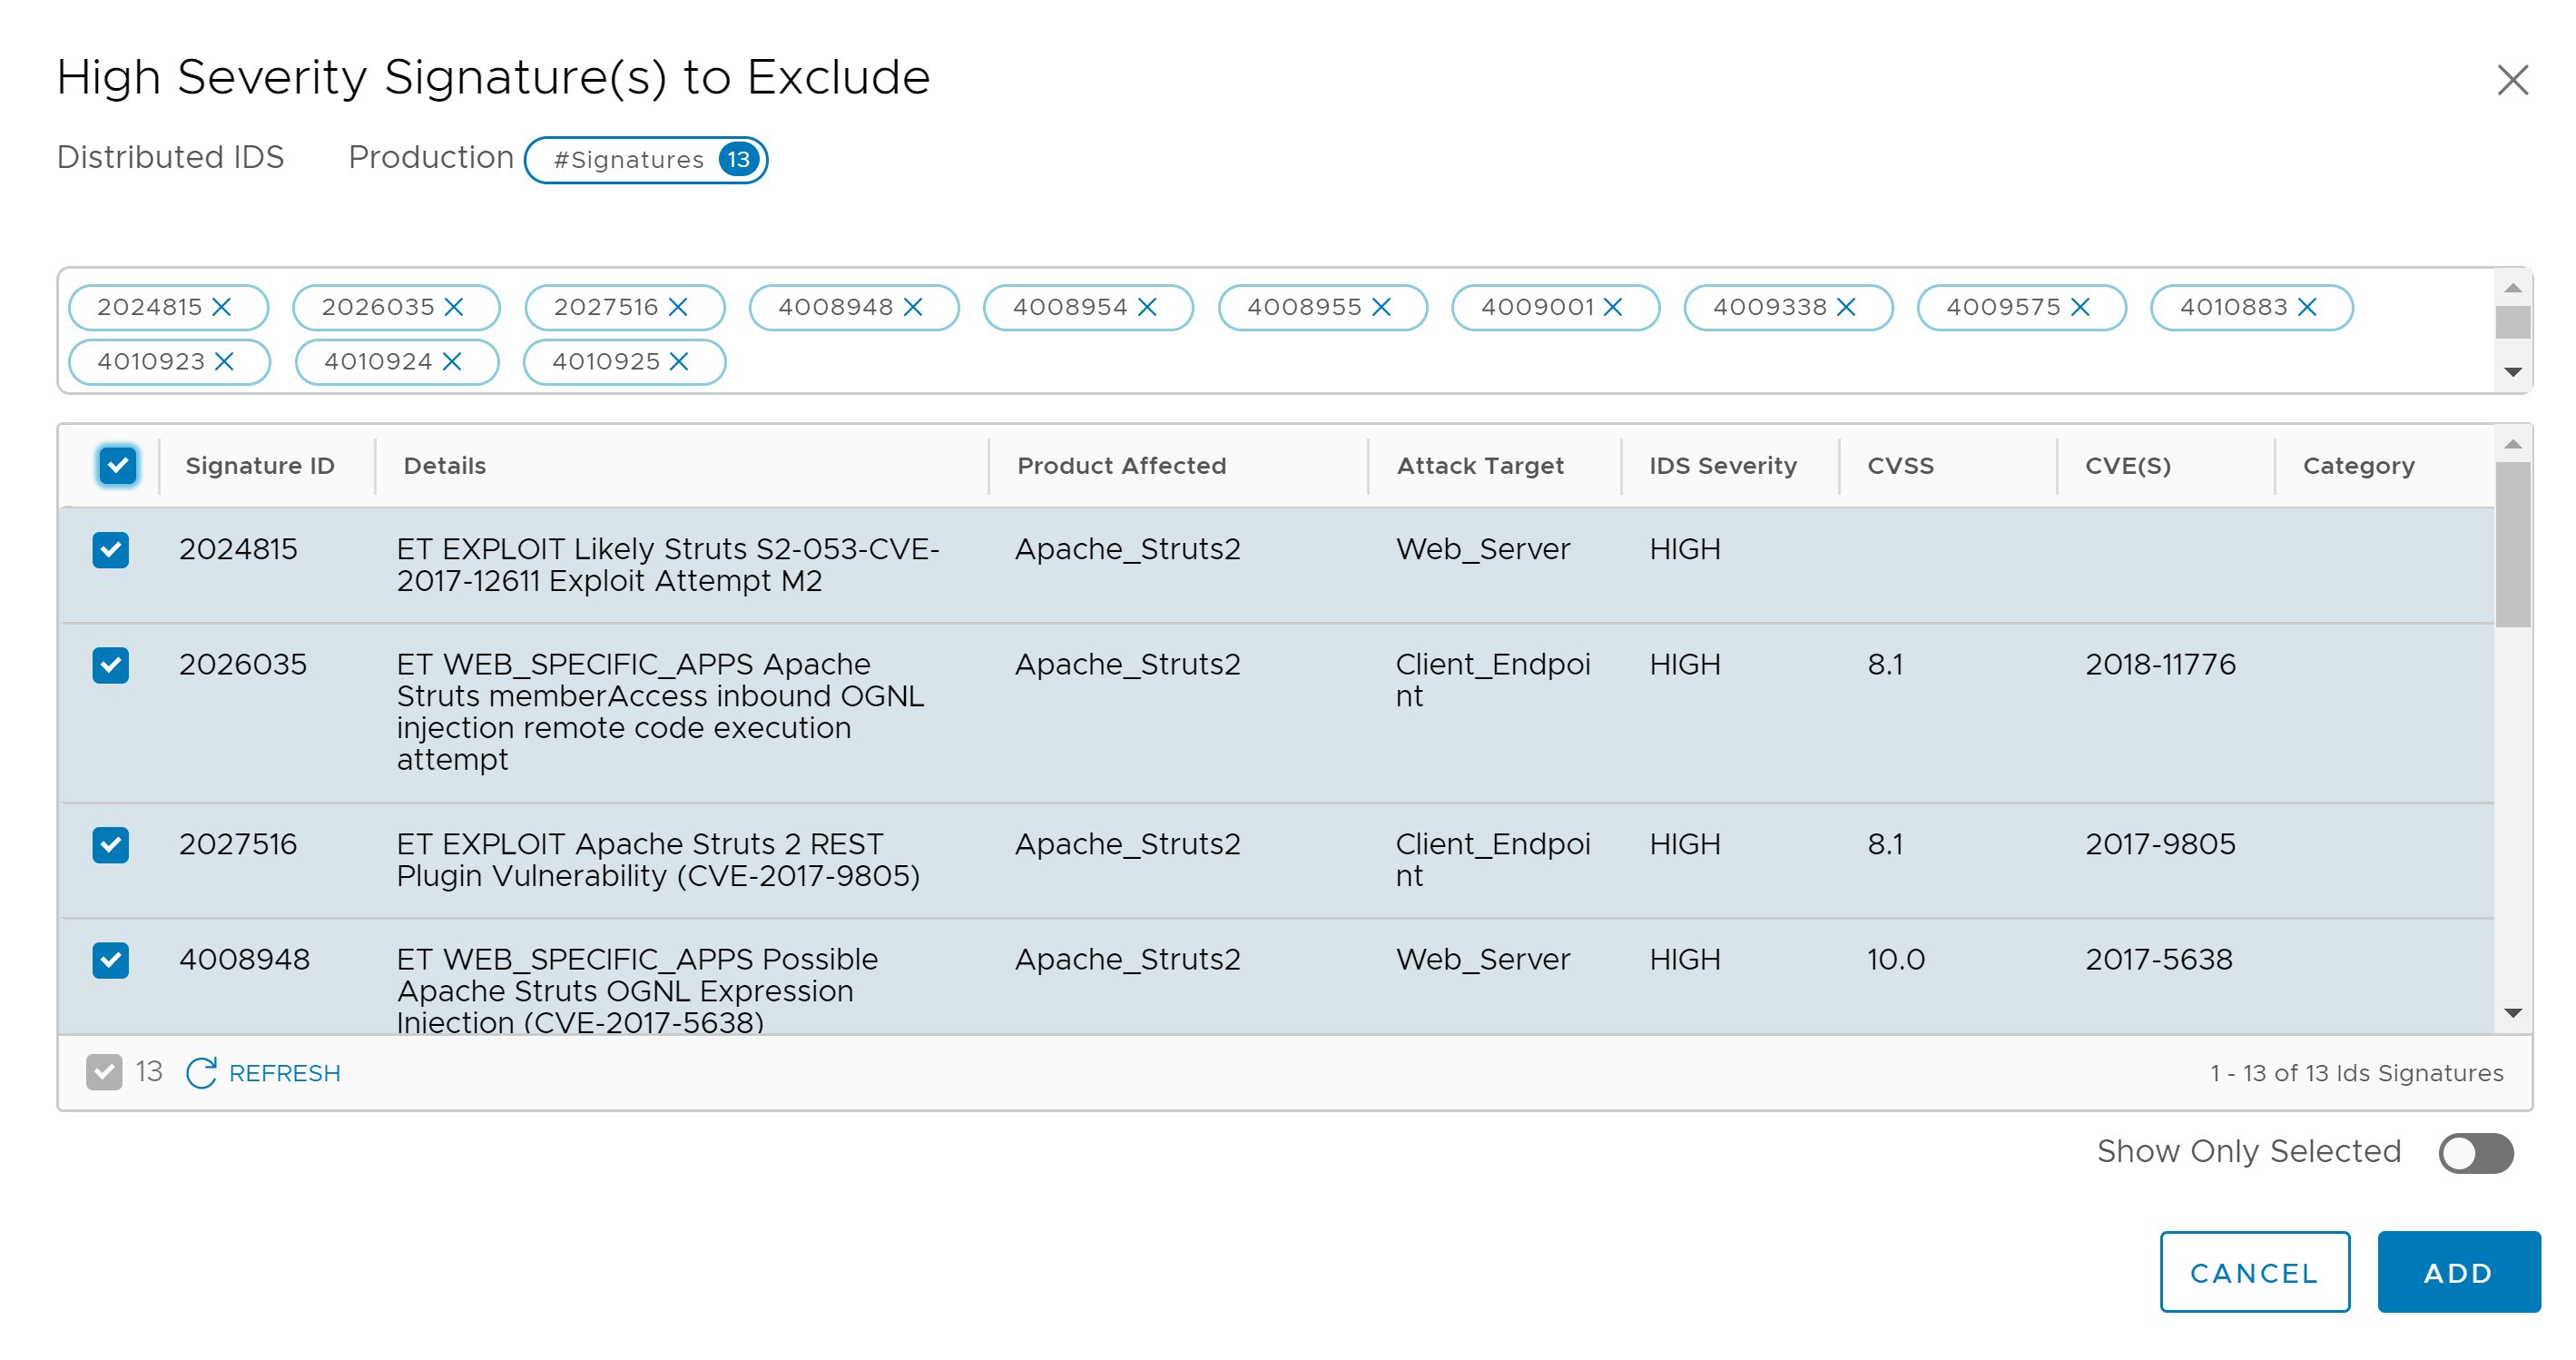 High Severity Signature(s) to Exclude
Distributed IDS Production #Signatures 13
2024815 2026035 2027516 4008948 4008954 4008955 4009001 4009338 4009575 4010883
4010923 4010924 4010925
Signature ID Details Product Affected Attack Target IDS Severity CVSS CVE(S) Category
2024815 ET EXPLOIT Likely Struts S2-053-CVE- Apache_Struts2 Web_Server HIGH
2017-12611 Exploit Attempt M2
2026035 ET WEB_SPECIFIC_APPS Apache Apache_Struts2 Client_Endpoi HIGH 8.1 2018-11776
Struts memberAccess inbound OGNL nt
injection remote code execution
attempt
2027516 ET EXPLOIT Apache Struts 2 REST Apache_Struts2 Client_Endpoi HIGH 8.1 2017-9805
Plugin Vulnerability (CVE-2017-9805) nt
4008948 ET WEB_SPECIFIC_APPS Possible Apache_Struts2 Web_Server HIGH 10.0 2017-5638
Apache Struts OGNL Expression
Injection (CVE-2017-5638)
13 REFRESH 1 - 13 of 13 Ids Signatures
Show Only Selected
CANCEL ADD